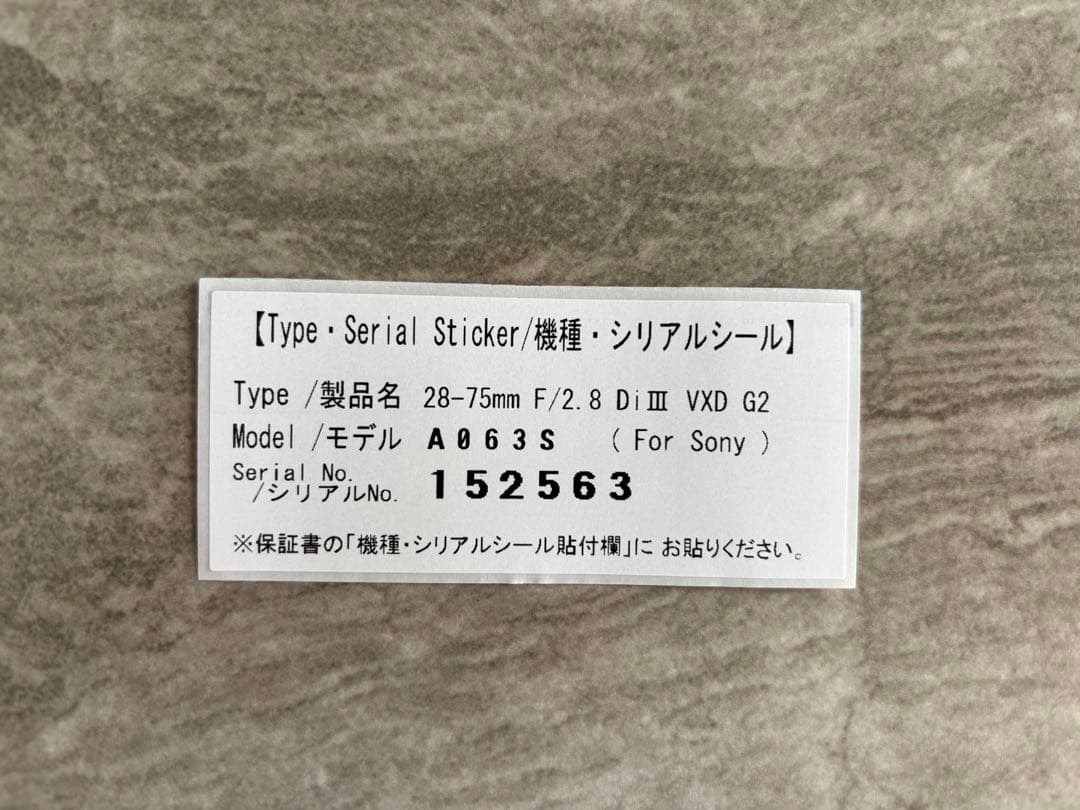 【Type・Serial Sticker/機種・シリアルシール】
Type /製品名 28-75mm F/2.8 DiⅢ VXD G2
Model /モデル A063S (For Sony)
Serial No.
/シリアルNo. 152563
※保証書の「機種・シリアルシール貼付欄」に お貼りください。